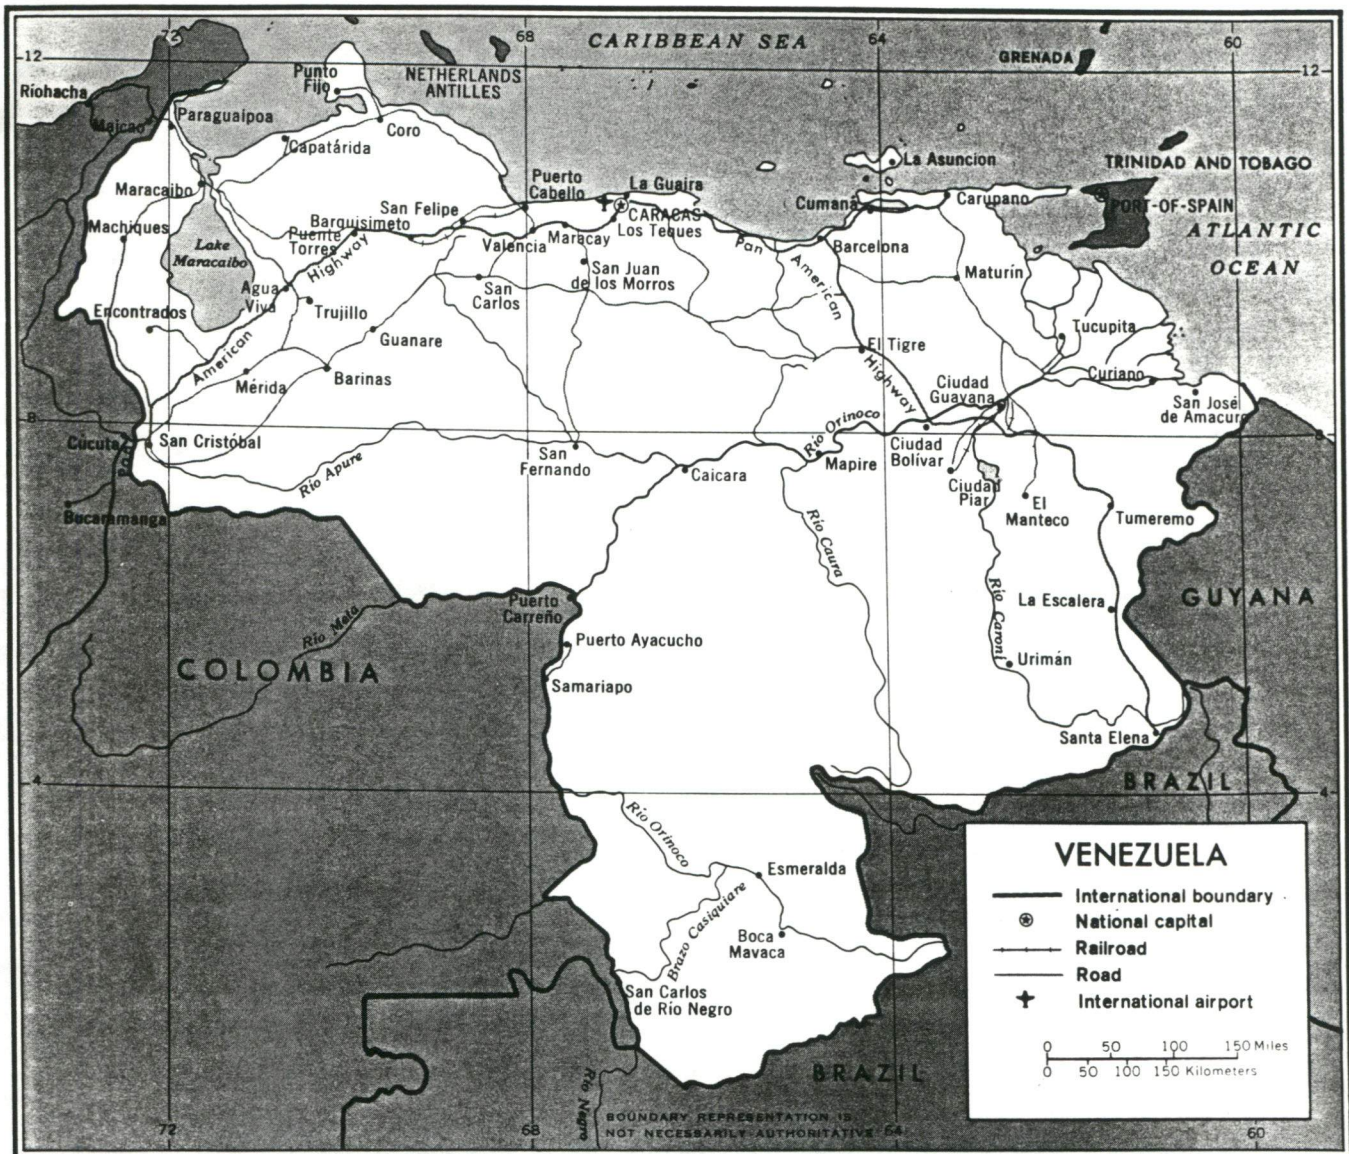 72
68
64
60
CARIBBEAN SEA
12
12
GRENADA
NETHERLANDS
ANTILLES
Punto
Fijo
Riohacha
Maicao
Paraguaipoa
Coro
Capatárida
La Asuncion
TRINIDAD AND TOBAGO
Maracaibo
Puerto
Cabello
La Guaira
Cumaná
Carupano
PORT-OF-SPAIN
San Felipe
CARACAS
Los Teques
Machiques
Barquisimeto
Puente
Torres
Valencia
Maracay
Barcelona
ATLANTIC
OCEAN
Lake
Maracaibo
Highway
Pan
American
Highway
San Juan
de los Morros
Maturín
Agua
Viva
San
Carlos
Encontrados
Trujillo
Tucupita
Guanare
El Tigre
American
Mérida
Barinas
Ciudad
Guayana
Curiapo
San José
de Amacuro
8
8
Cúcuta
San Cristóbal
Río Orinoco
Río Apure
San
Fernando
Caicara
Mapire
Ciudad
Bolívar
Ciudad
Piar
El
Manteco
Tumeremo
Bucaramanga
Río Caura
Río Caroní
La Escalera
GUYANA
Puerto
Carreño
Río Meta
Puerto Ayacucho
COLOMBIA
Samariapo
Urimán
Santa Elena
4
4
BRAZIL
Río Orinoco
Esmeralda
Brazo Casiquiare
Boca
Mavaca
San Carlos
de Río Negro
BRAZIL
Río Negro
VENEZUELA
International boundary
National capital
Railroad
Road
International airport
0 50 100 150 Miles
0 50 100 150 Kilometers
BOUNDARY REPRESENTATION IS
NOT NECESSARILY AUTHORITATIVE
72
68
64
60